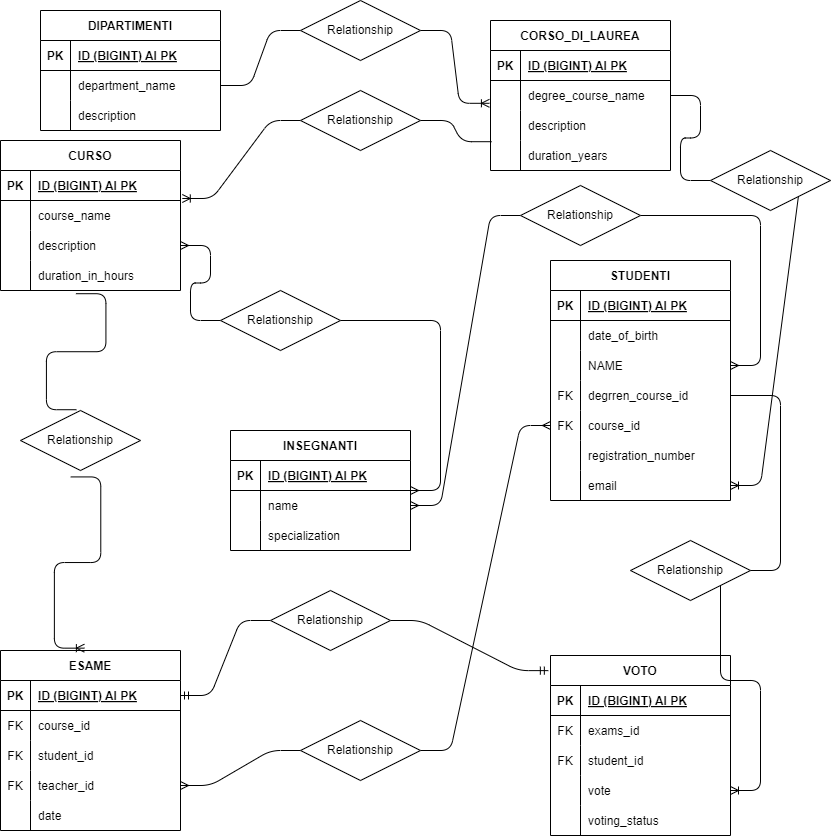 DIPARTIMENTI
PK ID (BIGINT) AI PK
department_name
description
Relationship
CORSO_DI_LAUREA
PK ID (BIGINT) AI PK
degree_course_name
description
duration_years
Relationship
CURSO
PK ID (BIGINT) AI PK
course_name
description
duration_in_hours
Relationship
Relationship
Relationship
STUDENTI
PK ID (BIGINT) AI PK
date_of_birth
NAME
FK degrren_course_id
FK course_id
registration_number
email
Relationship
INSEGNANTI
PK ID (BIGINT) AI PK
name
specialization
Relationship
Relationship
ESAME
PK ID (BIGINT) AI PK
FK course_id
FK student_id
FK teacher_id
date
Relationship
VOTO
PK ID (BIGINT) AI PK
FK exams_id
FK student_id
vote
voting_status